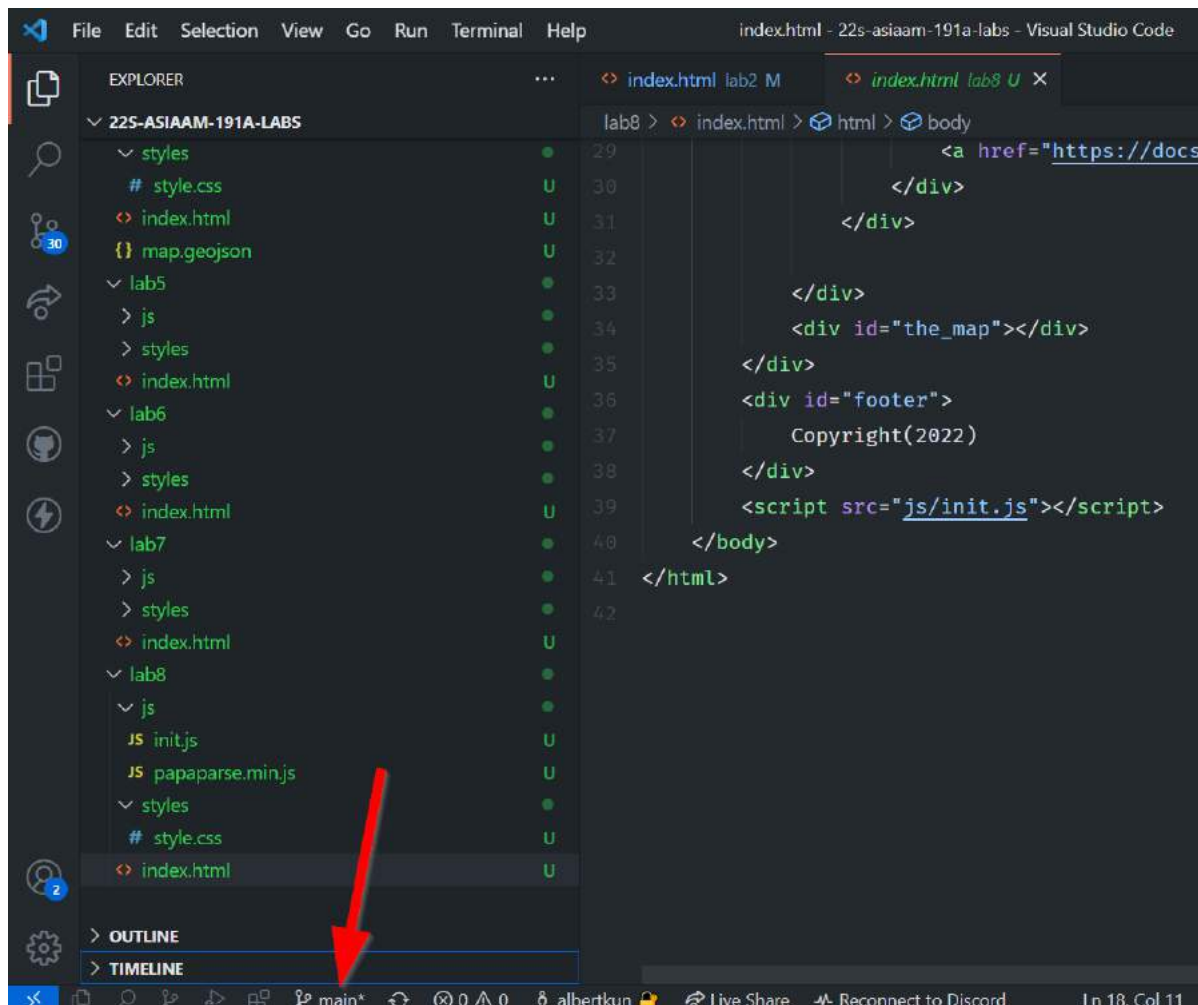 File Edit Selection View Go Run Terminal Help index.html - 22s-asiaam-191a-labs - Visual Studio Code
EXPLORER ...
22S-ASIAAM-191A-LABS
styles
# style.css U
<> index.html U
{} map.geojson U
lab5
js
styles
<> index.html U
lab6
js
styles
<> index.html U
lab7
js
styles
<> index.html U
lab8
js
JS init.js U
JS papaparse.min.js U
styles
# style.css U
<> index.html U
OUTLINE
TIMELINE
30
2
<> index.html lab2 M <> index.html lab8 U ×
lab8 > <> index.html > html > body
29 <a href="https://docs
30 </div>
31 </div>
32
33 </div>
34 <div id="the_map"></div>
35 </div>
36 <div id="footer">
37 Copyright(2022)
38 </div>
39 <script src="js/init.js"></script>
40 </body>
41 </html>
42
main* 0 0 albertkun Live Share Reconnect to Discord Ln 18, Col 11